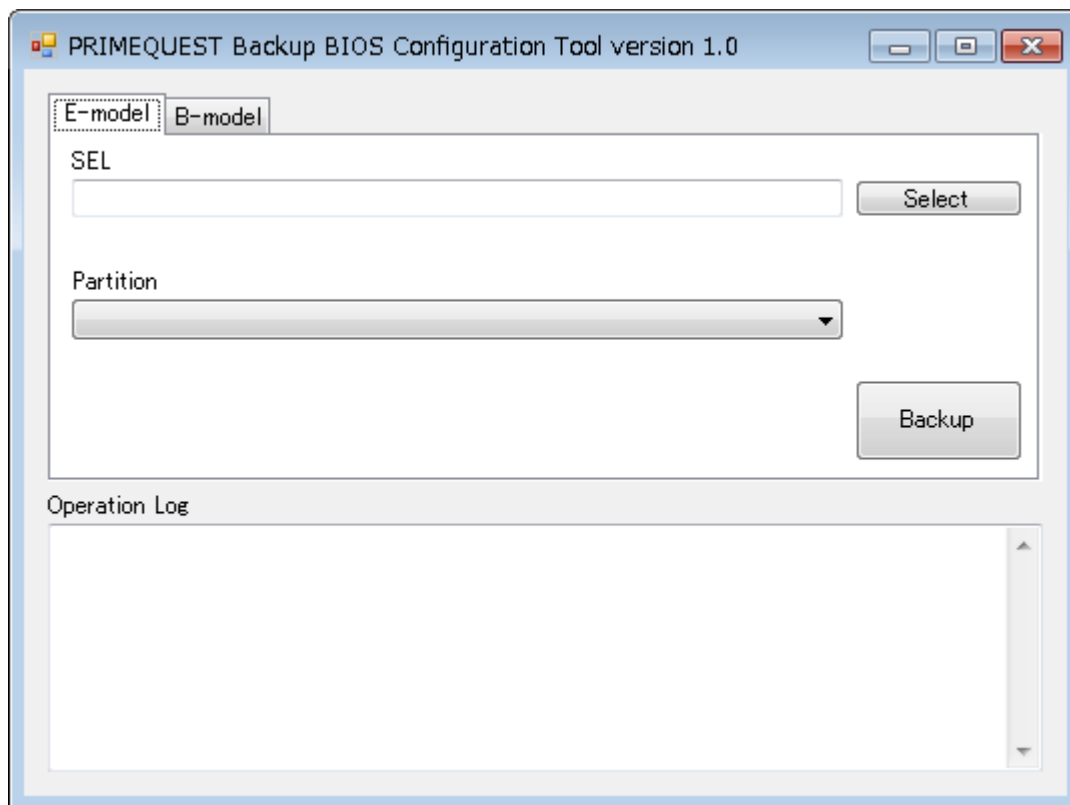 PRIMEQUEST Backup BIOS Configuration Tool version 1.0
E-model B-model
SEL
Select
Partition
Backup
Operation Log